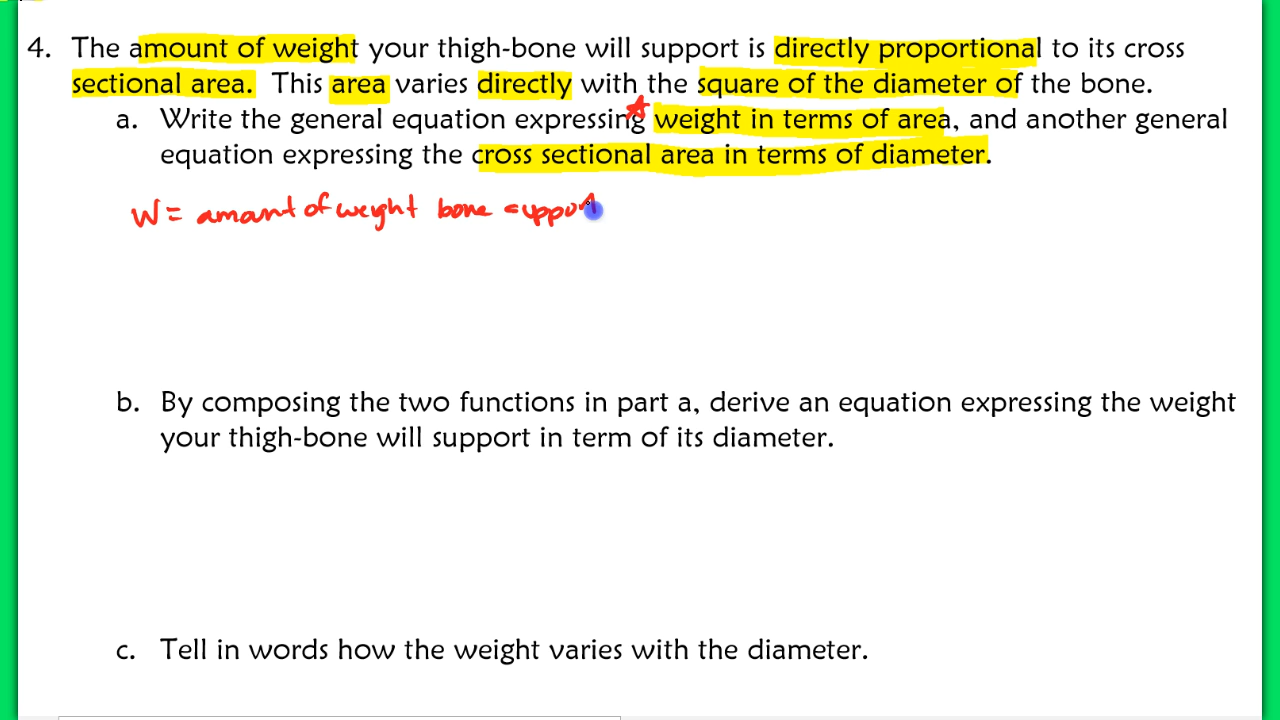 4. The amount of weight your thigh-bone will support is directly proportional to its cross
sectional area. This area varies directly with the square of the diameter of the bone.
a. Write the general equation expressing weight in terms of area, and another general
equation expressing the cross sectional area in terms of diameter.
W = amount of weight bone support
b. By composing the two functions in part a, derive an equation expressing the weight
your thigh-bone will support in term of its diameter.
c. Tell in words how the weight varies with the diameter.